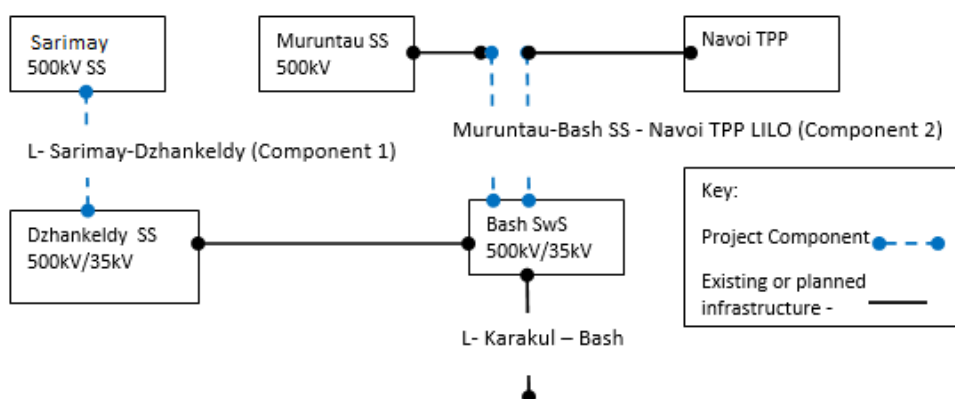 Sarimay
500kV SS
Muruntau SS
500kV
Navoi TPP
L- Sarimay-Dzhankeldy (Component 1)
Muruntau-Bash SS - Navoi TPP LILO (Component 2)
Dzhankeldy SS
500kV/35kV
Bash SwS
500kV/35kV
Key:
Project Component
Existing or planned
infrastructure -
L- Karakul – Bash